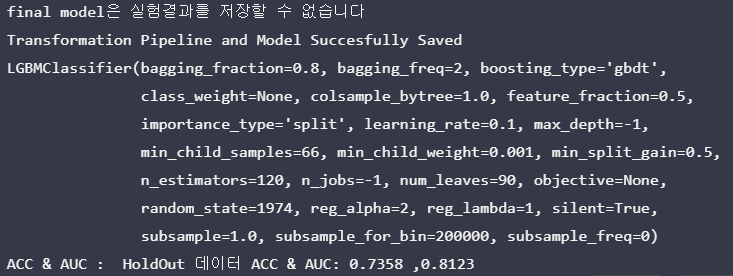 final model은 실험결과를 저장할 수 없습니다
Transformation Pipeline and Model Succesfully Saved
LGBMClassifier(bagging_fraction=0.8, bagging_freq=2, boosting_type='gbdt',
class_weight=None, colsample_bytree=1.0, feature_fraction=0.5,
importance_type='split', learning_rate=0.1, max_depth=-1,
min_child_samples=66, min_child_weight=0.001, min_split_gain=0.5,
n_estimators=120, n_jobs=-1, num_leaves=90, objective=None,
random_state=1974, reg_alpha=2, reg_lambda=1, silent=True,
subsample=1.0, subsample_for_bin=200000, subsample_freq=0)
ACC & AUC :  HoldOut 데이터 ACC & AUC: 0.7358 ,0.8123